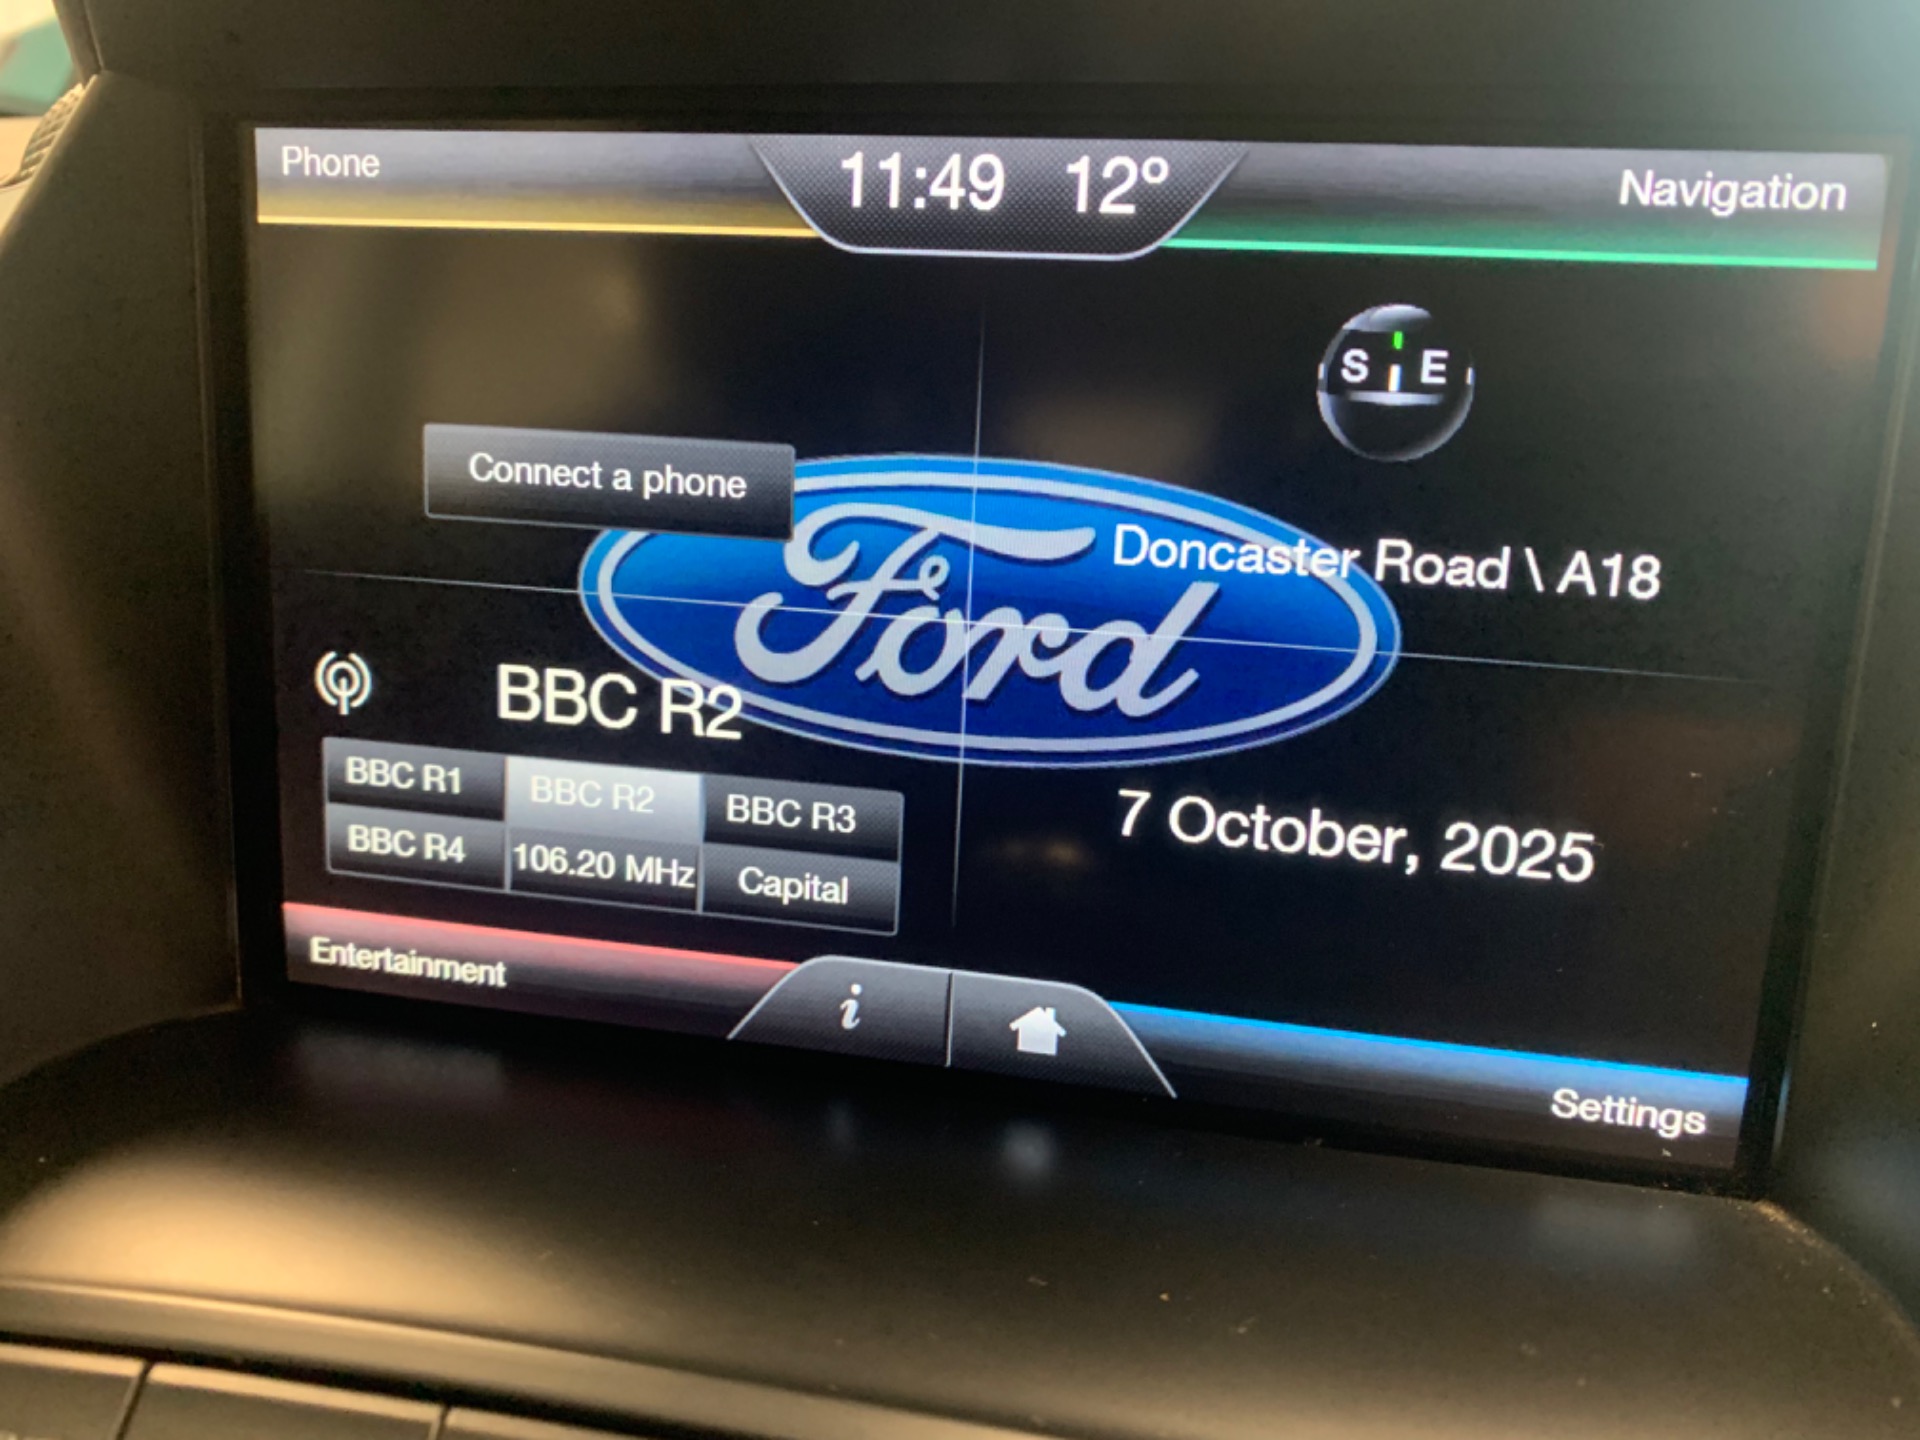 Phone
11:49 12°
Navigation
S E
Connect a phone
Ford
Doncaster Road \ A18
BBC R2
BBC R1 BBC R2 BBC R3
BBC R4 106.20 MHz Capital
7 October, 2025
Entertainment
i
Settings